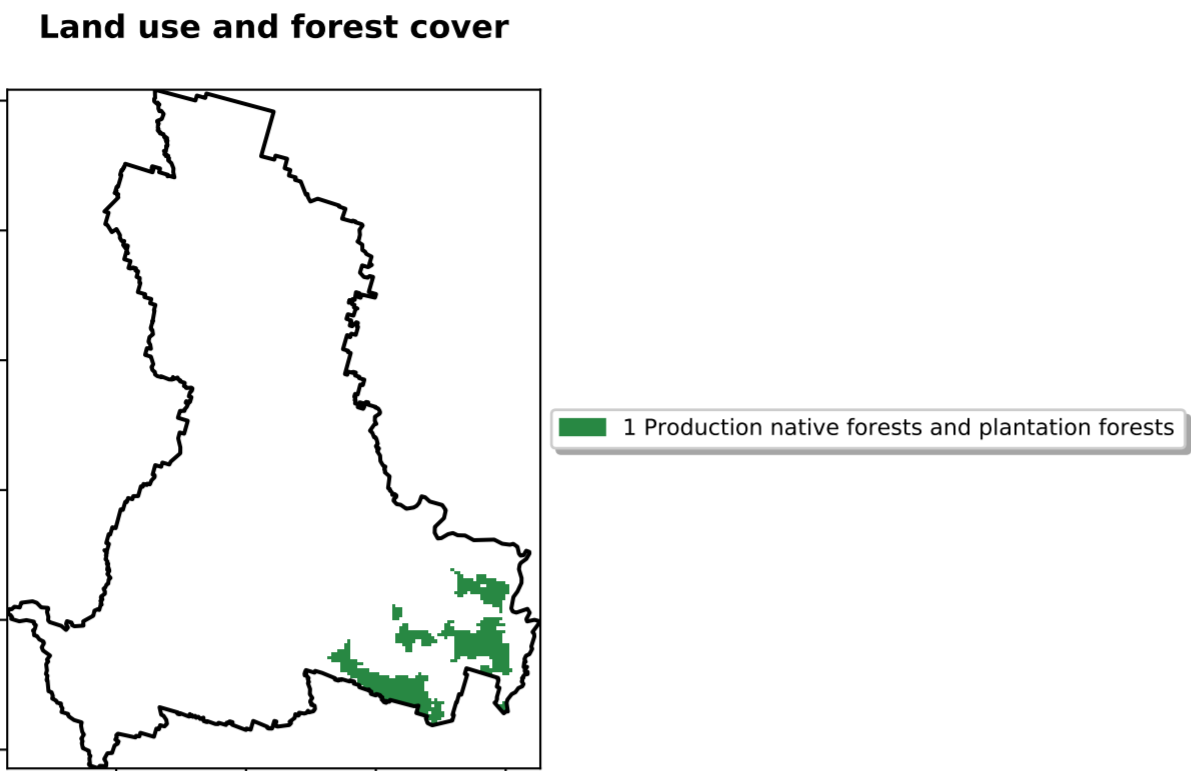 Land use and forest cover
1 Production native forests and plantation forests